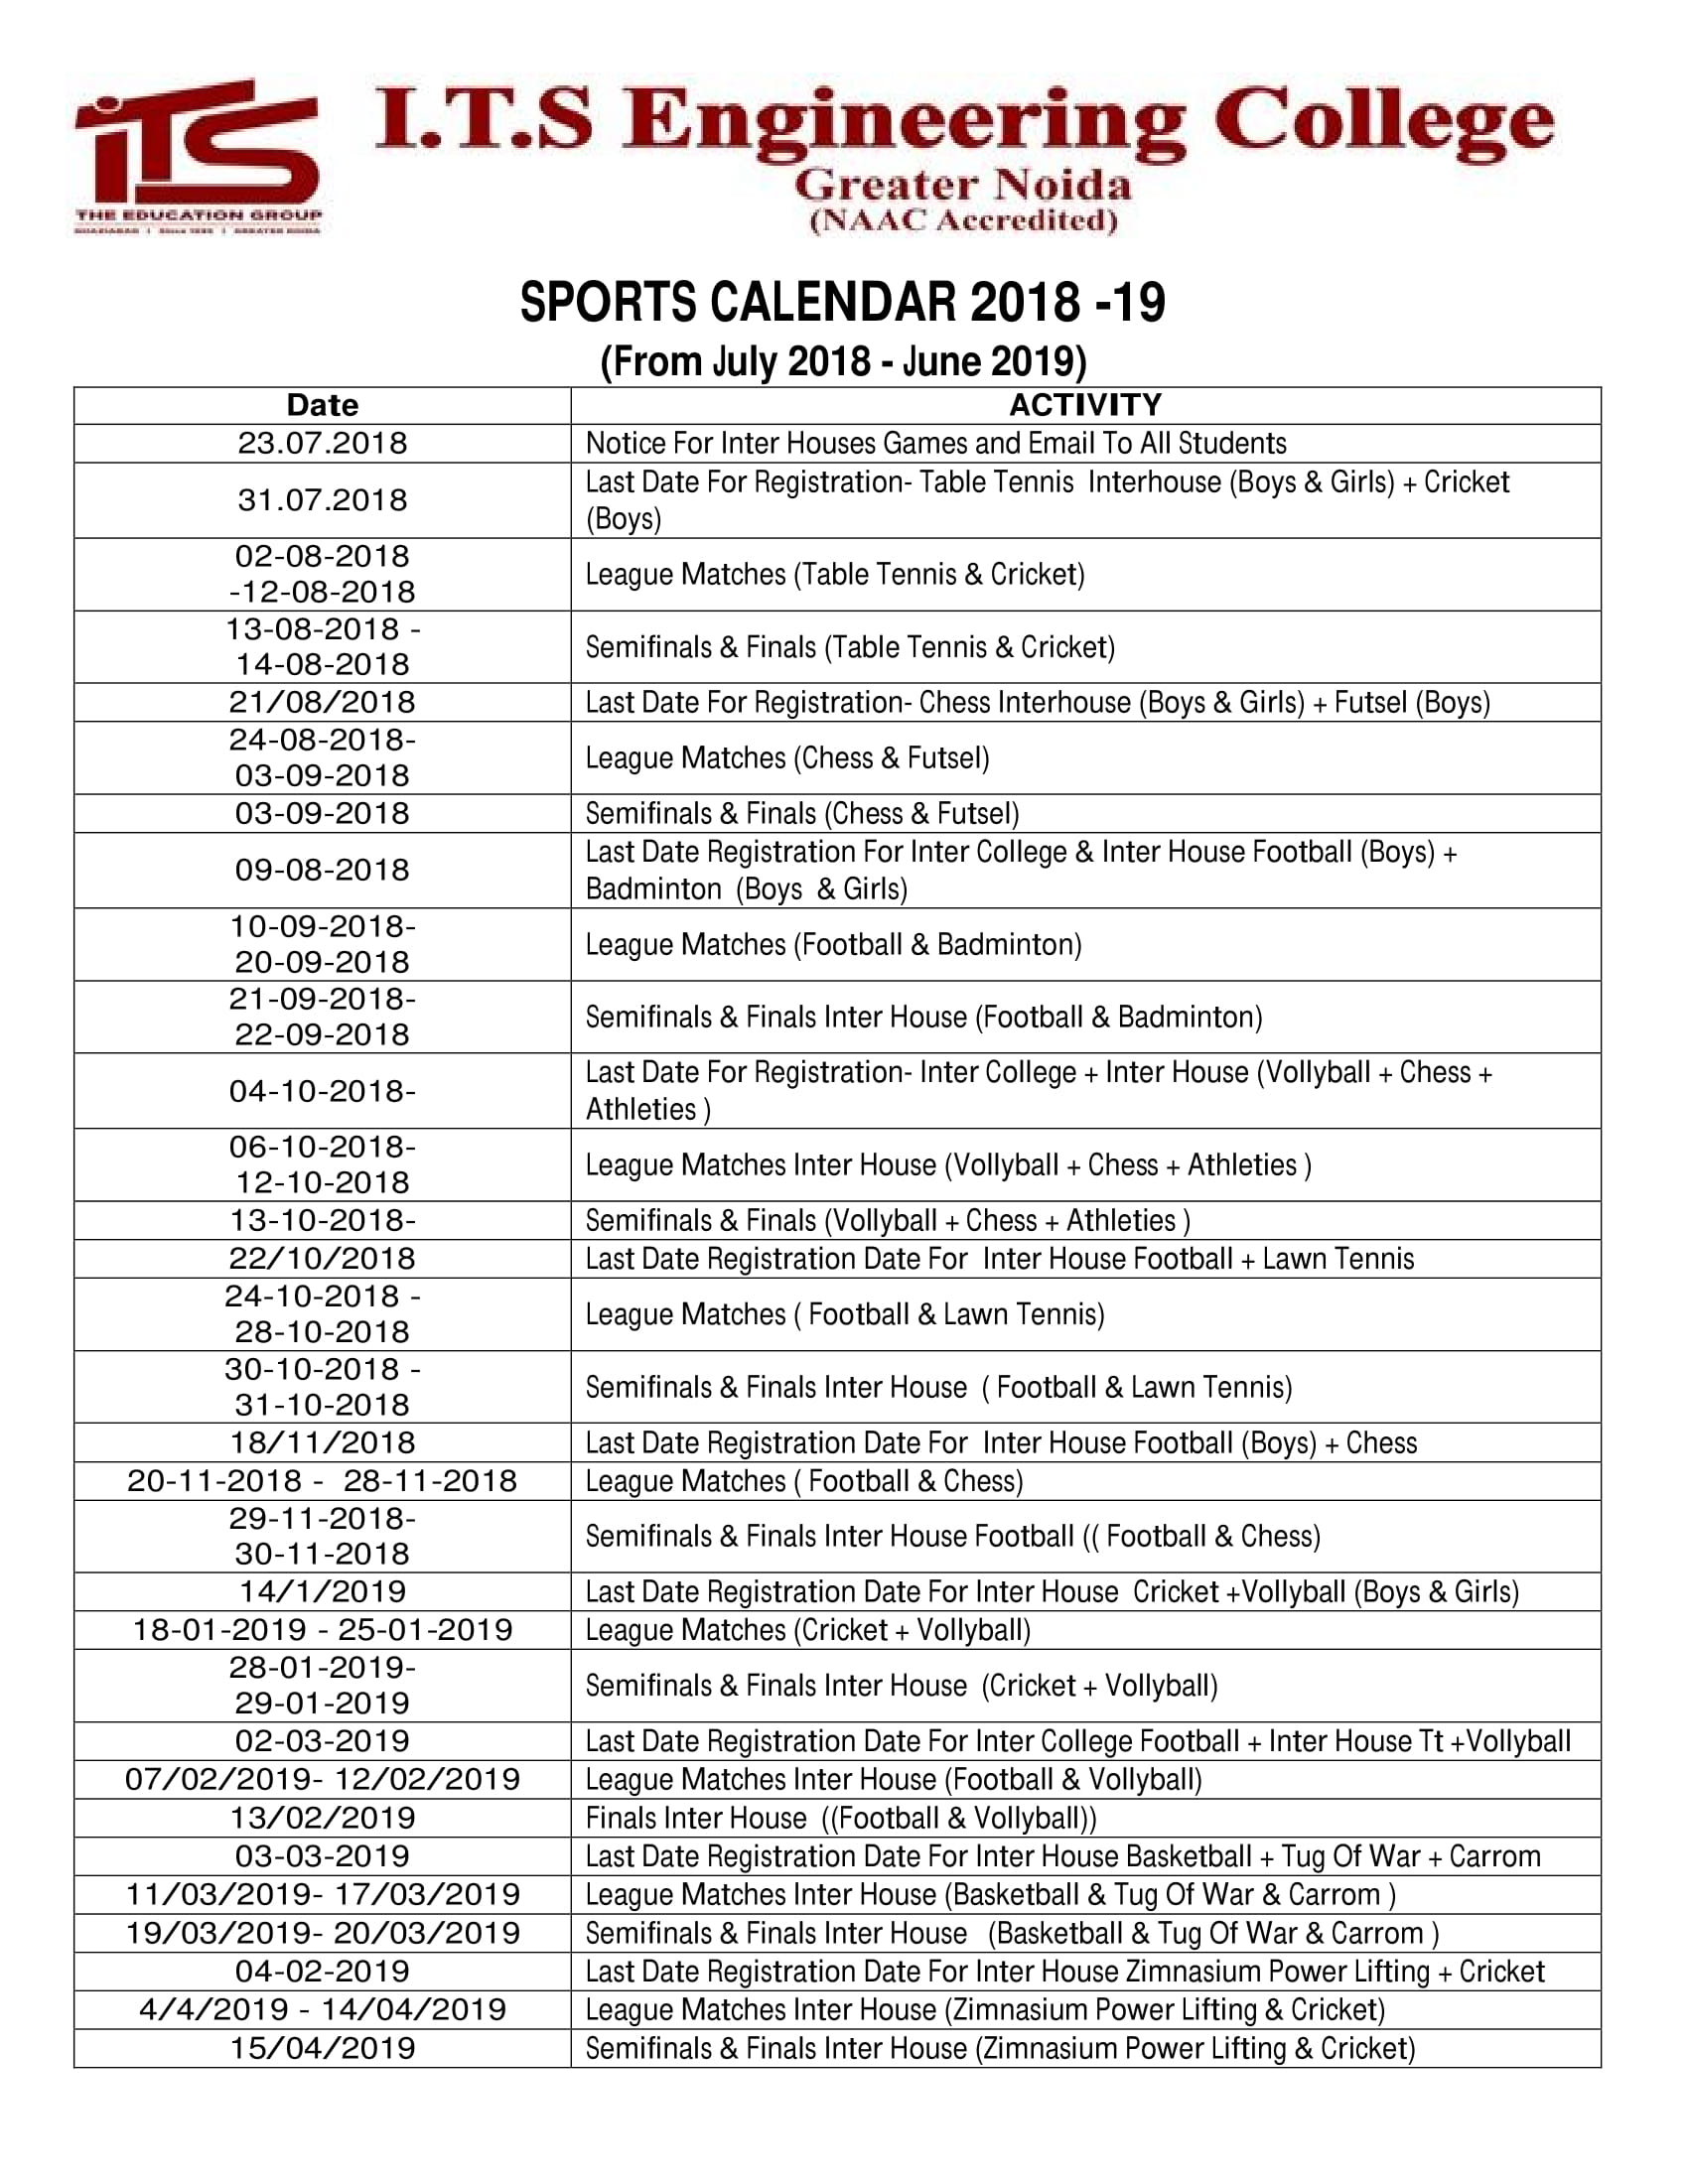 iTS
THE EDUCATION GROUP
GHAZIABAD | Since 1995 | GREATER NOIDA
I.T.S Engineering College
Greater Noida
(NAAC Accredited)
SPORTS CALENDAR 2018 -19
(From July 2018 - June 2019)
Date ACTIVITY
23.07.2018 Notice For Inter Houses Games and Email To All Students
31.07.2018 Last Date For Registration- Table Tennis Interhouse (Boys & Girls) + Cricket
(Boys)
02-08-2018
-12-08-2018
League Matches (Table Tennis & Cricket)
13-08-2018 -
14-08-2018
Semifinals & Finals (Table Tennis & Cricket)
21/08/2018 Last Date For Registration- Chess Interhouse (Boys & Girls) + Futsel (Boys)
24-08-2018-
03-09-2018
League Matches (Chess & Futsel)
03-09-2018 Semifinals & Finals (Chess & Futsel)
09-08-2018 Last Date Registration For Inter College & Inter House Football (Boys) +
Badminton (Boys & Girls)
10-09-2018-
20-09-2018
League Matches (Football & Badminton)
21-09-2018-
22-09-2018
Semifinals & Finals Inter House (Football & Badminton)
04-10-2018- Last Date For Registration- Inter College + Inter House (Vollyball + Chess +
Athleties )
06-10-2018-
12-10-2018
League Matches Inter House (Vollyball + Chess + Athleties )
13-10-2018- Semifinals & Finals (Vollyball + Chess + Athleties )
22/10/2018 Last Date Registration Date For Inter House Football + Lawn Tennis
24-10-2018 -
28-10-2018
League Matches ( Football & Lawn Tennis)
30-10-2018 -
31-10-2018
Semifinals & Finals Inter House ( Football & Lawn Tennis)
18/11/2018 Last Date Registration Date For Inter House Football (Boys) + Chess
20-11-2018 - 28-11-2018 League Matches ( Football & Chess)
29-11-2018-
30-11-2018
Semifinals & Finals Inter House Football (( Football & Chess)
14/1/2019 Last Date Registration Date For Inter House Cricket +Vollyball (Boys & Girls)
18-01-2019 - 25-01-2019 League Matches (Cricket + Vollyball)
28-01-2019-
29-01-2019
Semifinals & Finals Inter House (Cricket + Vollyball)
02-03-2019 Last Date Registration Date For Inter College Football + Inter House Tt +Vollyball
07/02/2019- 12/02/2019 League Matches Inter House (Football & Vollyball)
13/02/2019 Finals Inter House ((Football & Vollyball))
03-03-2019 Last Date Registration Date For Inter House Basketball + Tug Of War + Carrom
11/03/2019- 17/03/2019 League Matches Inter House (Basketball & Tug Of War & Carrom )
19/03/2019- 20/03/2019 Semifinals & Finals Inter House (Basketball & Tug Of War & Carrom )
04-02-2019 Last Date Registration Date For Inter House Zimnasium Power Lifting + Cricket
4/4/2019 - 14/04/2019 League Matches Inter House (Zimnasium Power Lifting & Cricket)
15/04/2019 Semifinals & Finals Inter House (Zimnasium Power Lifting & Cricket)